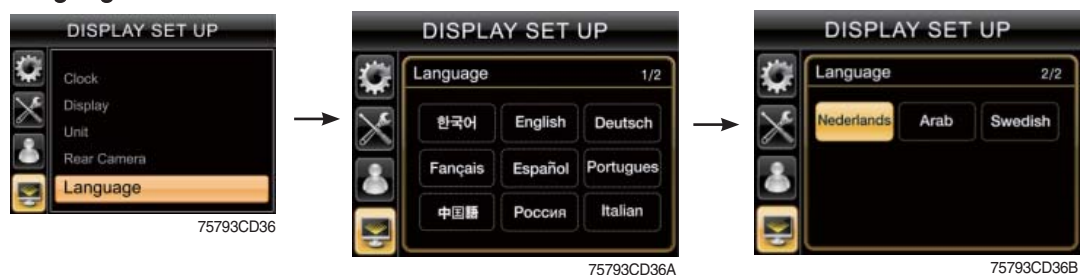 DISPLAY SET UP
Clock
Display
Unit
Rear Camera
Language
75793CD36
DISPLAY SET UP
Language 1/2
한국어 English Deutsch
Fançais Español Portugues
中国語 Россия Italian
75793CD36A
DISPLAY SET UP
Language 2/2
Nederlands Arab Swedish
75793CD36B